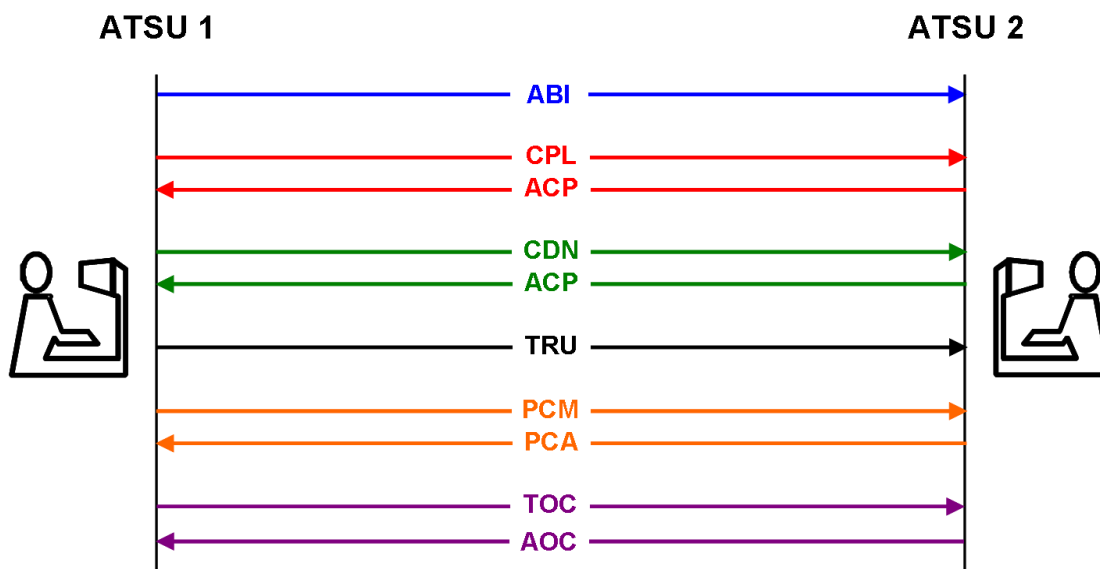 ATSU 1 ATSU 2
ABI
CPL
ACP
CDN
ACP
TRU
PCM
PCA
TOC
AOC